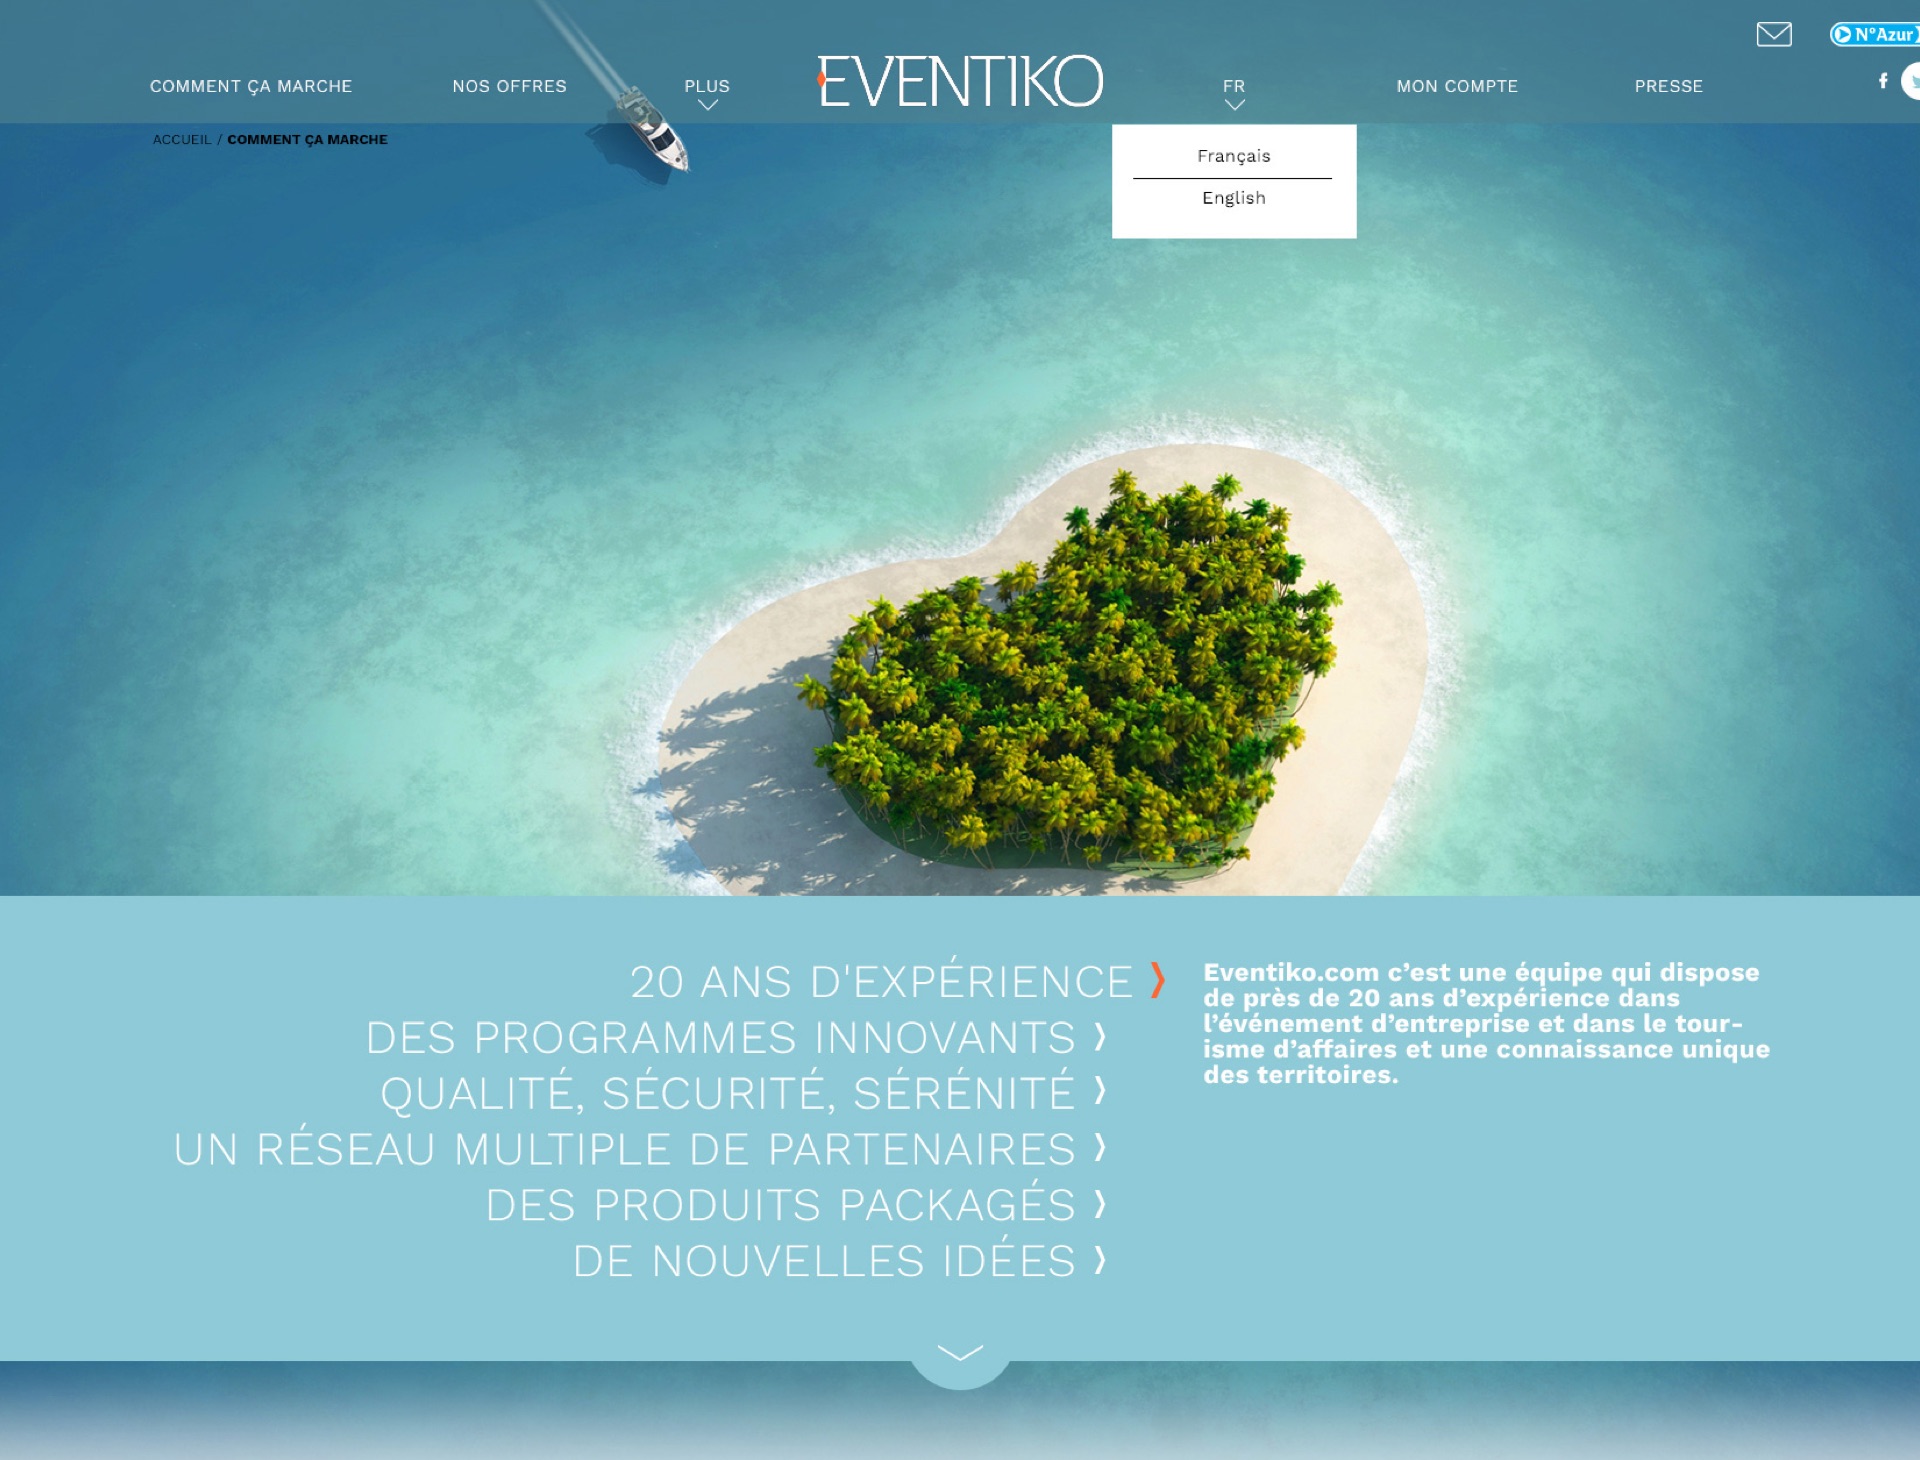 N°Azur
COMMENT ÇA MARCHE
NOS OFFRES
PLUS
EVENTIKO
FR
MON COMPTE
PRESSE
ACCUEIL / COMMENT ÇA MARCHE
Français
English
20 ANS D'EXPÉRIENCE
DES PROGRAMMES INNOVANTS
QUALITÉ, SÉCURITÉ, SÉRÉNITÉ
UN RÉSEAU MULTIPLE DE PARTENAIRES
DES PRODUITS PACKAGÉS
DE NOUVELLES IDÉES
Eventiko.com c’est une équipe qui dispose
de près de 20 ans d’expérience dans
l’événement d’entreprise et dans le tour-
isme d’affaires et une connaissance unique
des territoires.